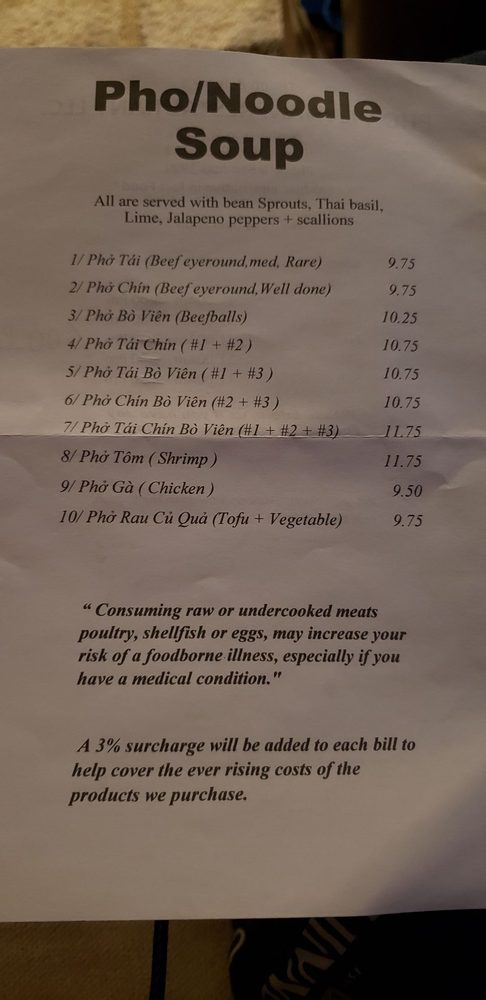 Pho/Noodle
Soup
All are served with bean Sprouts, Thai basil,
Lime, Jalapeno peppers + scallions
1/ Phở Tái (Beef eyeround,med, Rare) 9.75
2/ Phở Chín (Beef eyeround,Well done) 9.75
3/ Phở Bò Viên (Beefballs) 10.25
4/ Phở Tái Chín ( #1 + #2 ) 10.75
5/ Phở Tái Bò Viên ( #1 + #3 ) 10.75
6/ Phở Chín Bò Viên (#2 + #3 ) 10.75
7/ Phở Tái Chín Bò Viên (#1 + #2 + #3) 11.75
8/ Phở Tôm ( Shrimp ) 11.75
9/ Phở Gà ( Chicken ) 9.50
10/ Phở Rau Củ Quả (Tofu + Vegetable) 9.75
“ Consuming raw or undercooked meats
poultry, shellfish or eggs, may increase your
risk of a foodborne illness, especially if you
have a medical condition."
A 3% surcharge will be added to each bill to
help cover the ever rising costs of the
products we purchase.